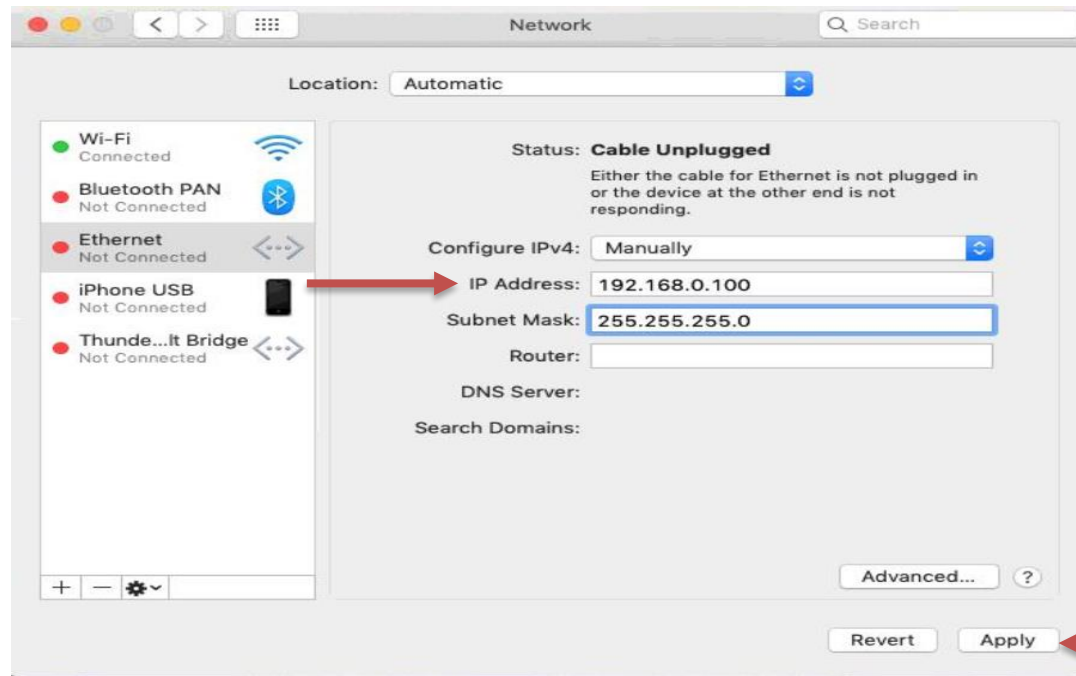 Network
Search
Location: Automatic
Wi-Fi
Connected
Bluetooth PAN
Not Connected
Ethernet
Not Connected
iPhone USB
Not Connected
Thunde...lt Bridge
Not Connected
Status: Cable Unplugged
Either the cable for Ethernet is not plugged in
or the device at the other end is not
responding.
Configure IPv4: Manually
IP Address: 192.168.0.100
Subnet Mask: 255.255.255.0
Router:
DNS Server:
Search Domains:
Advanced... ?
Revert Apply